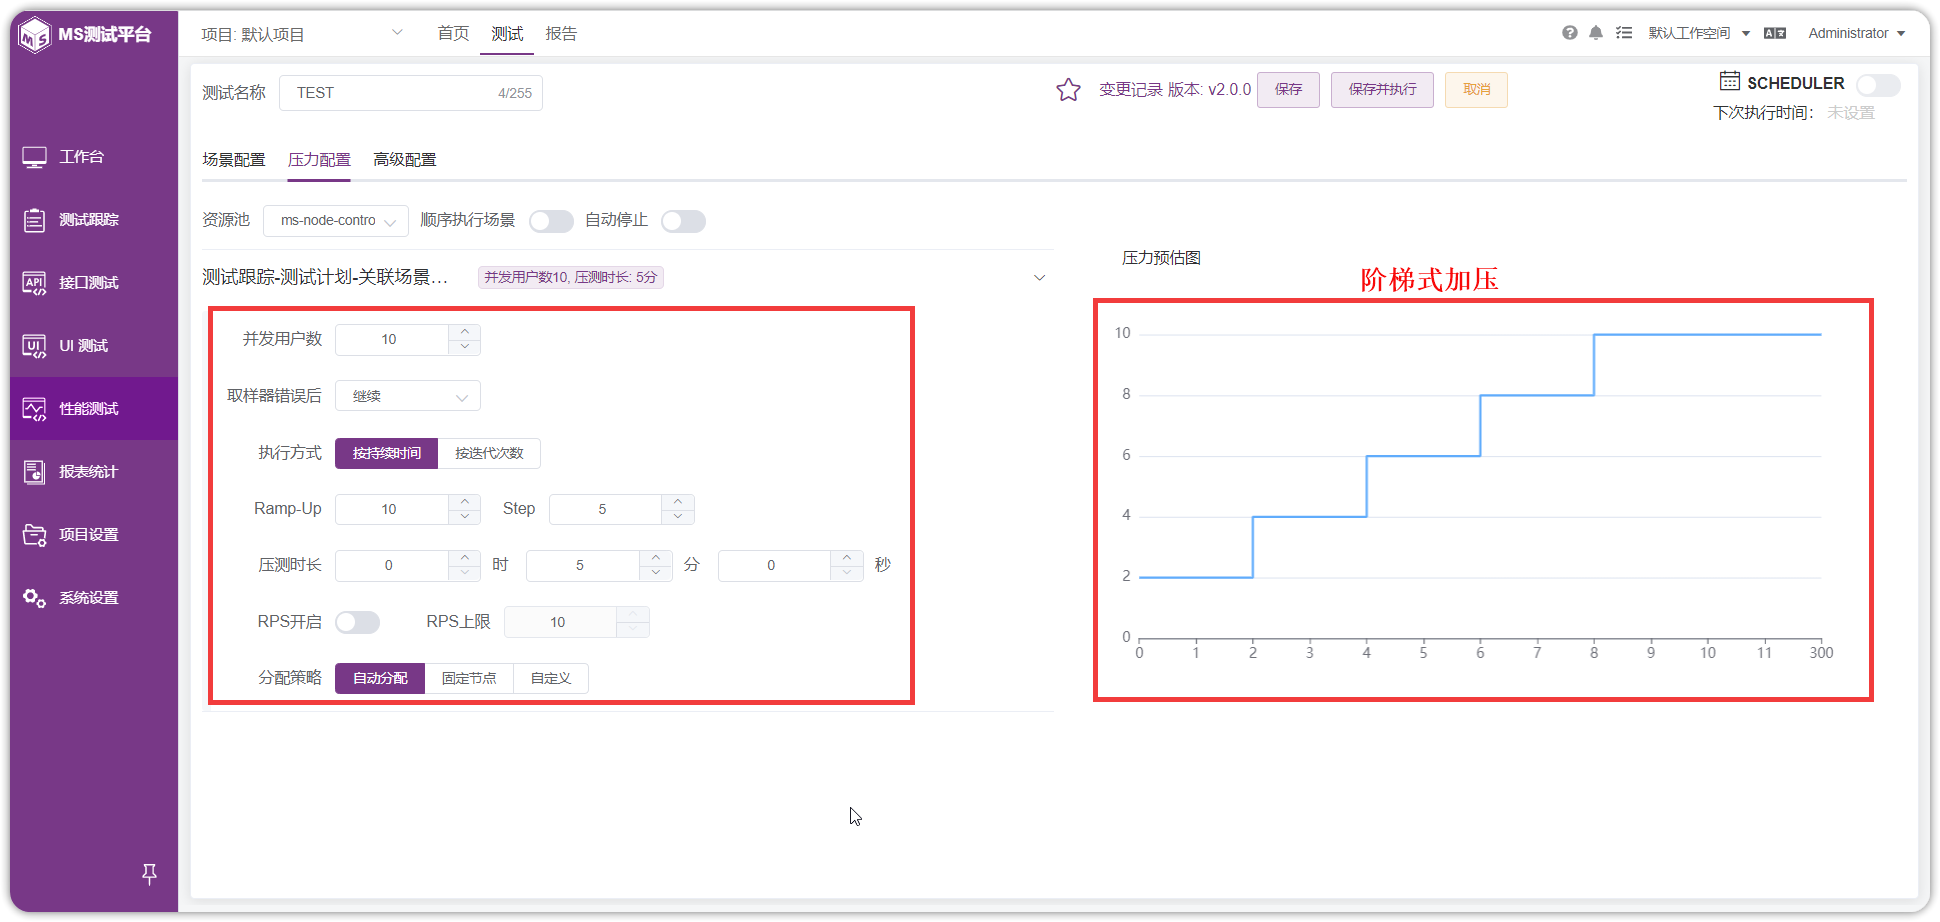 MS测试平台
项目: 默认项目
首页
测试
报告
默认工作空间
Administrator
工作台
测试跟踪
接口测试
UI 测试
性能测试
报表统计
项目设置
系统设置
测试名称
TEST
4/255
变更记录 版本: v2.0.0
保存
保存并执行
取消
SCHEDULER
下次执行时间：
未设置
场景配置
压力配置
高级配置
资源池
ms-node-contro
顺序执行场景
自动停止
测试跟踪-测试计划-关联场景...
并发用户数10, 压测时长: 5分
并发用户数
10
取样器错误后
继续
执行方式
按持续时间
按迭代次数
Ramp-Up
10
Step
5
压测时长
0
时
5
分
0
秒
RPS开启
RPS上限
10
分配策略
自动分配
固定节点
自定义
压力预估图
阶梯式加压
10
8
6
4
2
0
0 1 2 3 4 5 6 7 8 9 10 11 300